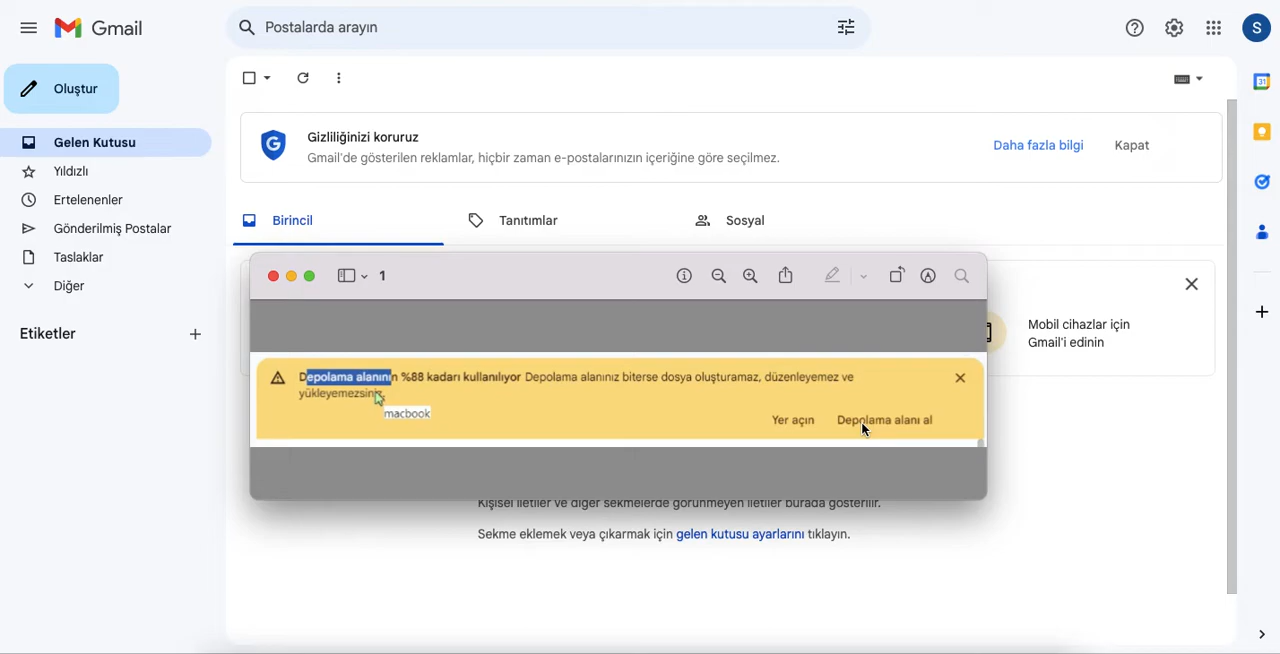 Gmail
Postalarda arayın
S
Oluştur
Gelen Kutusu
Yıldızlı
Ertelenenler
Gönderilmiş Postalar
Taslaklar
Diğer
Etiketler
Gizliliğinizi koruruz
Gmail'de gösterilen reklamlar, hiçbir zaman e-postalarınızın içeriğine göre seçilmez.
Daha fazla bilgi
Kapat
31
Birincil
Tanıtımlar
Sosyal
1
Mobil cihazlar için
Gmail'i edinin
Depolama alanının %88 kadarı kullanılıyor Depolama alanınız biterse dosya oluşturamaz, düzenleyemez ve
yükleyemezsiniz.
macbook
Yer açın
Depolama alanı al
Kişisel iletiler ve diğer sekmelerde görünmeyen iletiler burada gösterilir.
Sekme eklemek veya çıkarmak için gelen kutusu ayarlarını tıklayın.